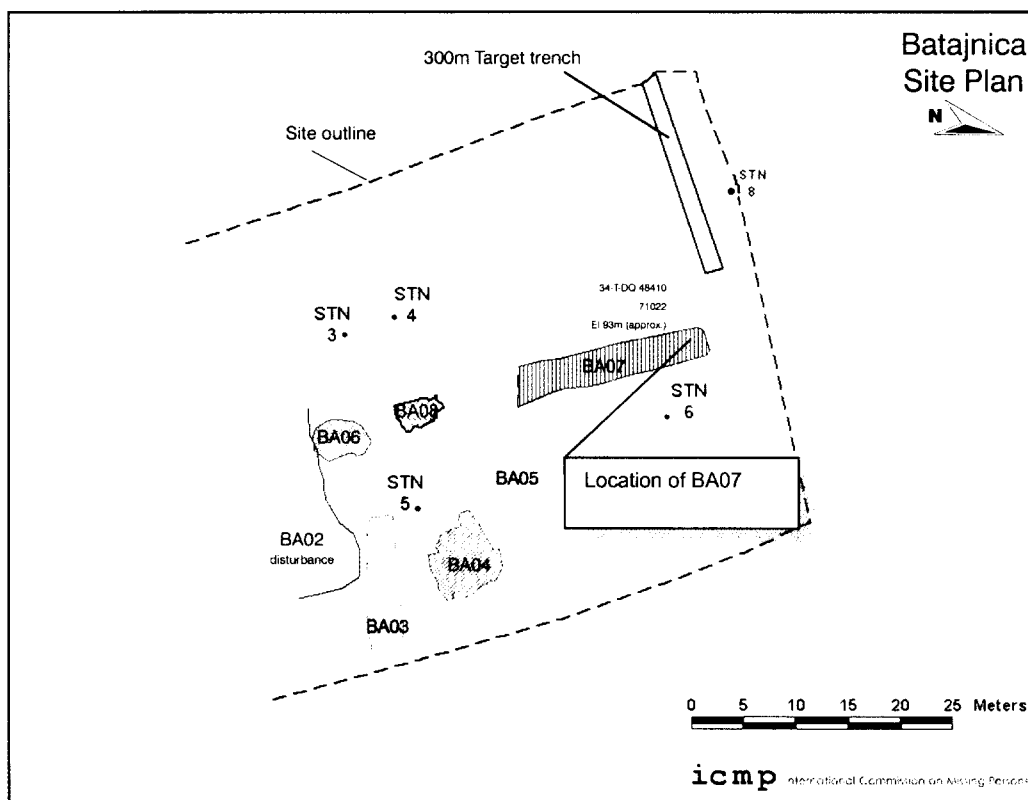 Batajnica
Site Plan
N
300m Target trench
Site outline
STN
8
34-T-DQ 48410
71022
El 93m (approx.)
STN
4
STN
3
BA07
STN
6
BA08
BA06
Location of BA07
BA05
STN
5
BA02
disturbance
BA04
BA03
0 5 10 15 20 25 Meters
icmp International Commission on Missing Persons